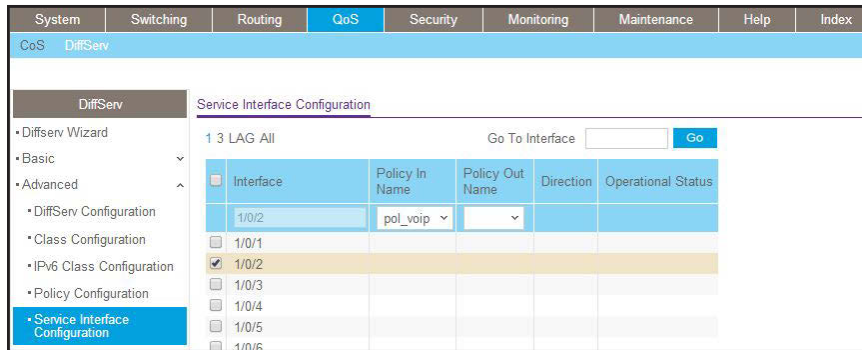 System Switching Routing QoS Security Monitoring Maintenance Help Index
CoS DiffServ
DiffServ
Diffserv Wizard
Basic
Advanced
DiffServ Configuration
Class Configuration
IPv6 Class Configuration
Policy Configuration
Service Interface
Configuration
Service Interface Configuration
1 3 LAG All Go To Interface Go
Interface Policy In Name Policy Out Name Direction Operational Status
1/0/2 pol_voip
1/0/1
1/0/2
1/0/3
1/0/4
1/0/5
1/0/6